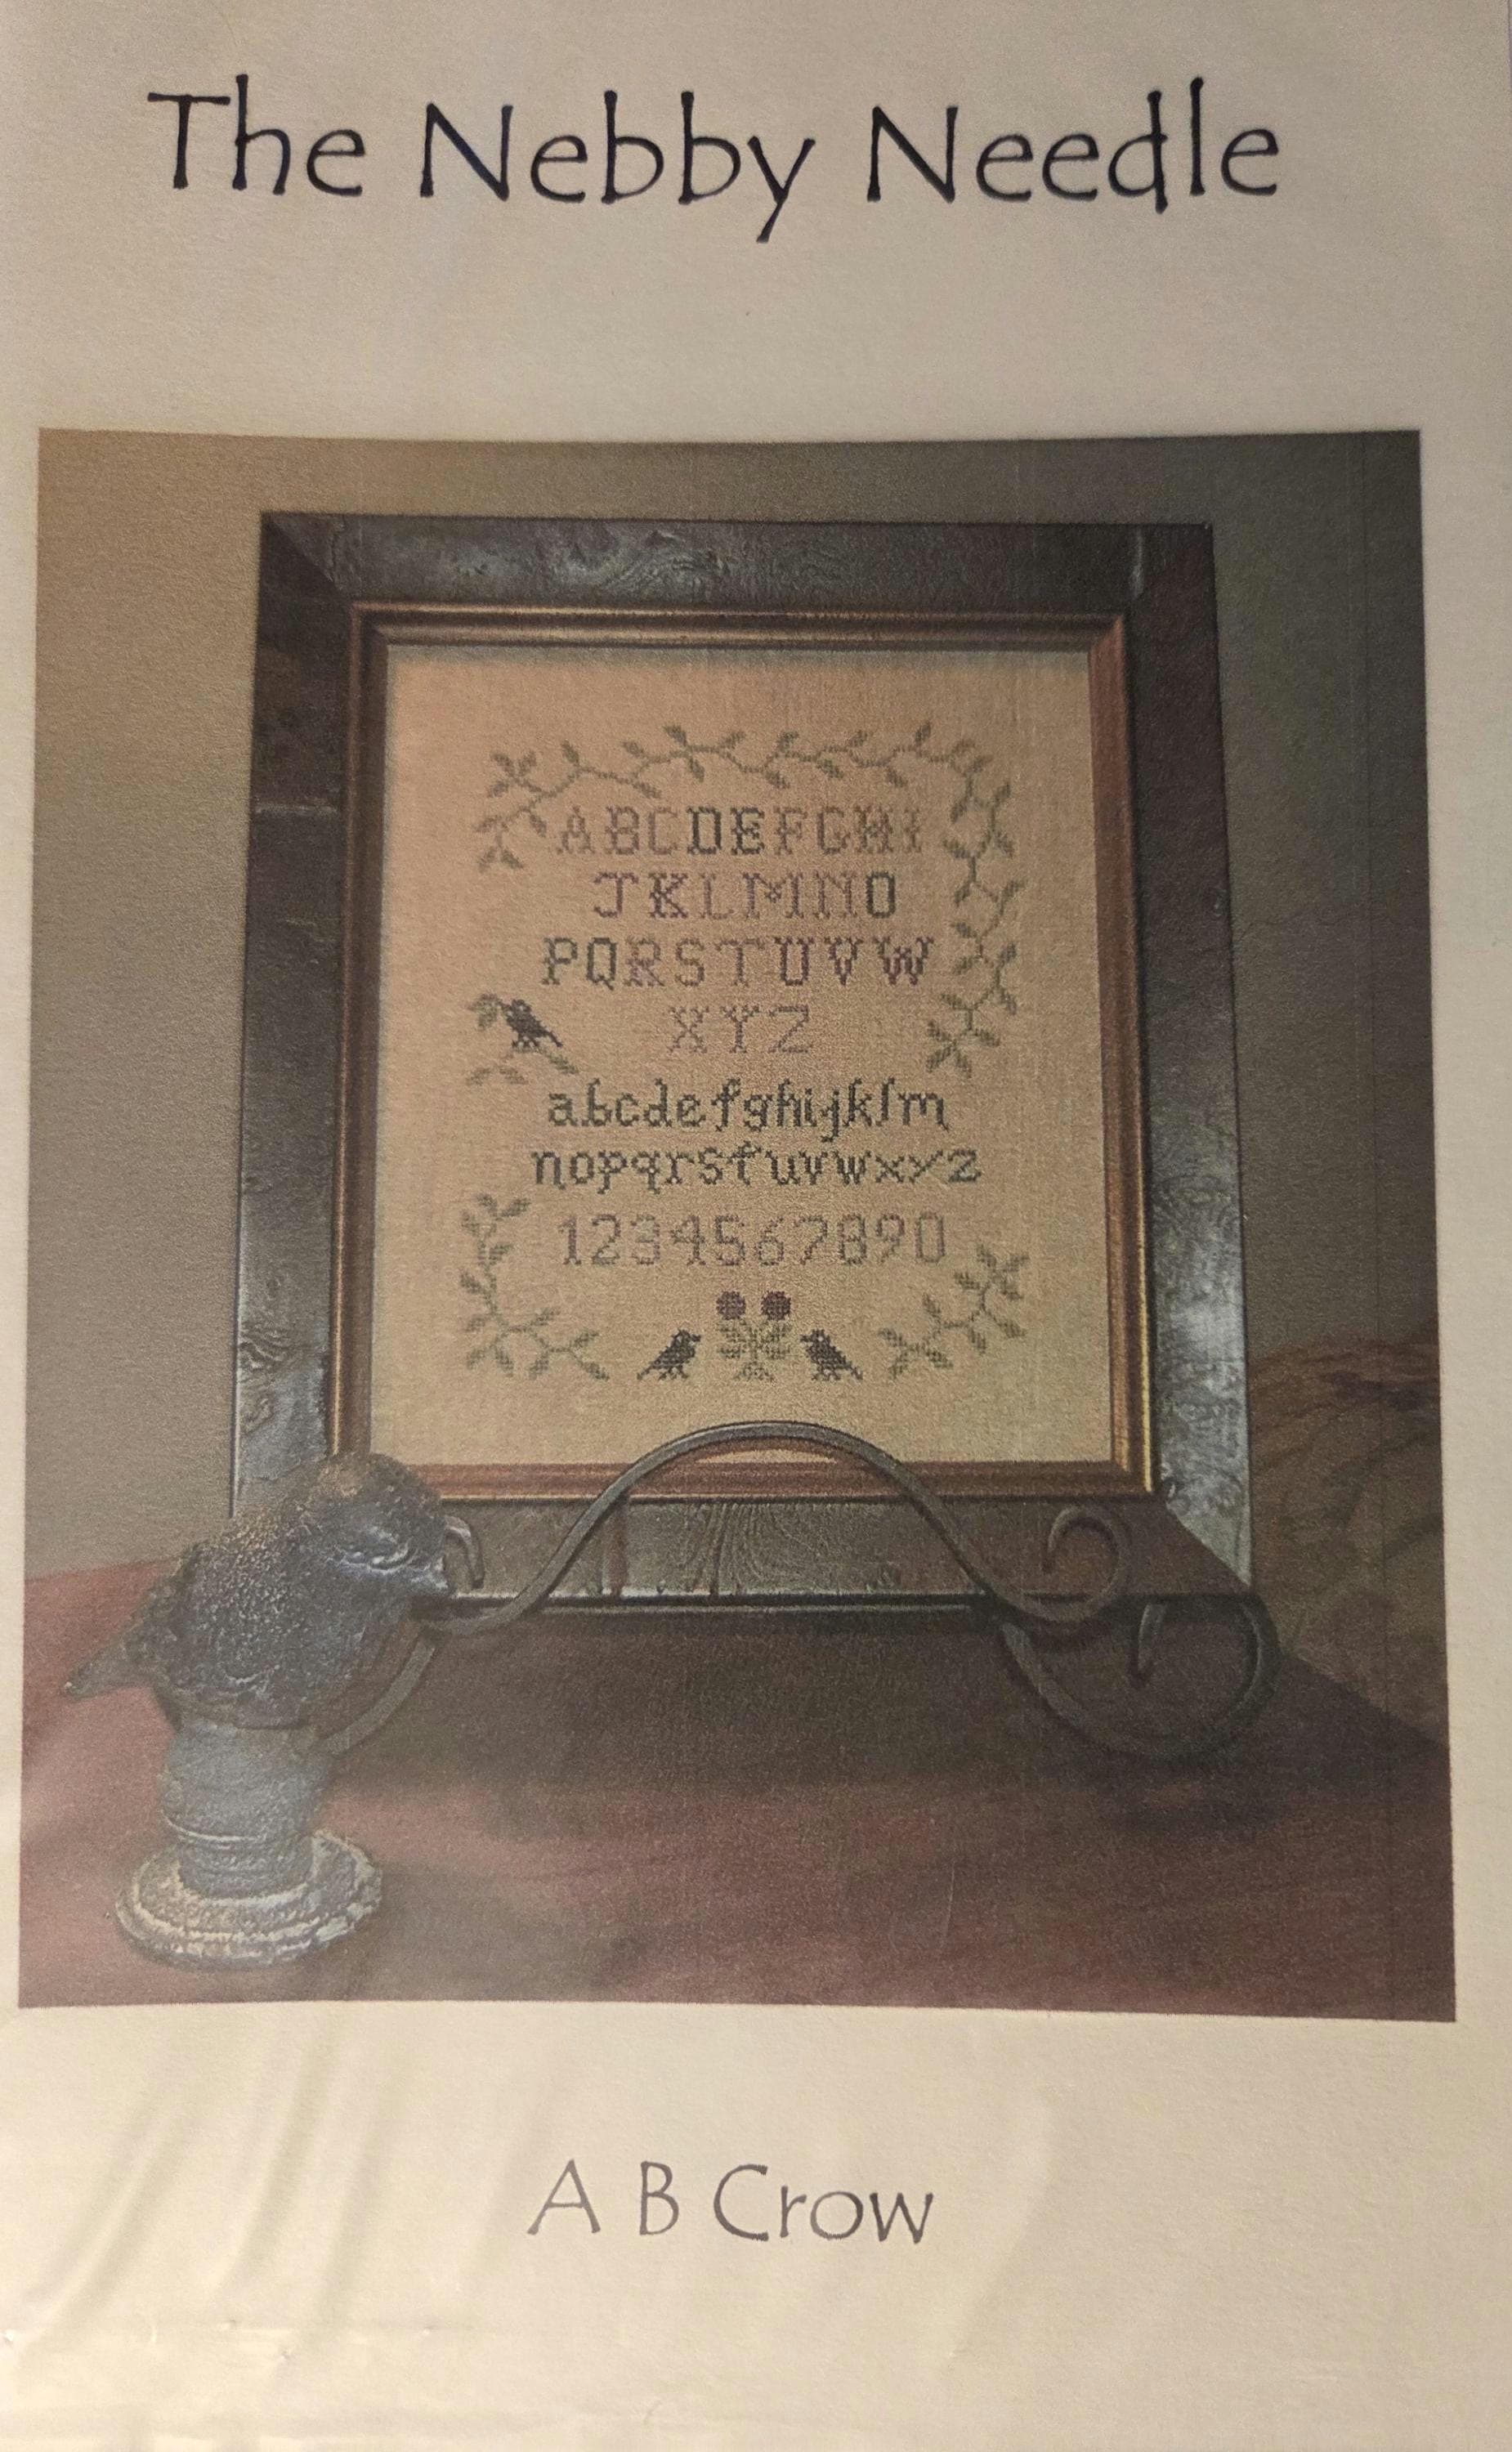 The Nebby Needle
ABCDEFGHI
JKLMNO
PQRSTUVW
XYZ
abcdefghijklm
nopqrstuvwxyz
1234567890
A B Crow